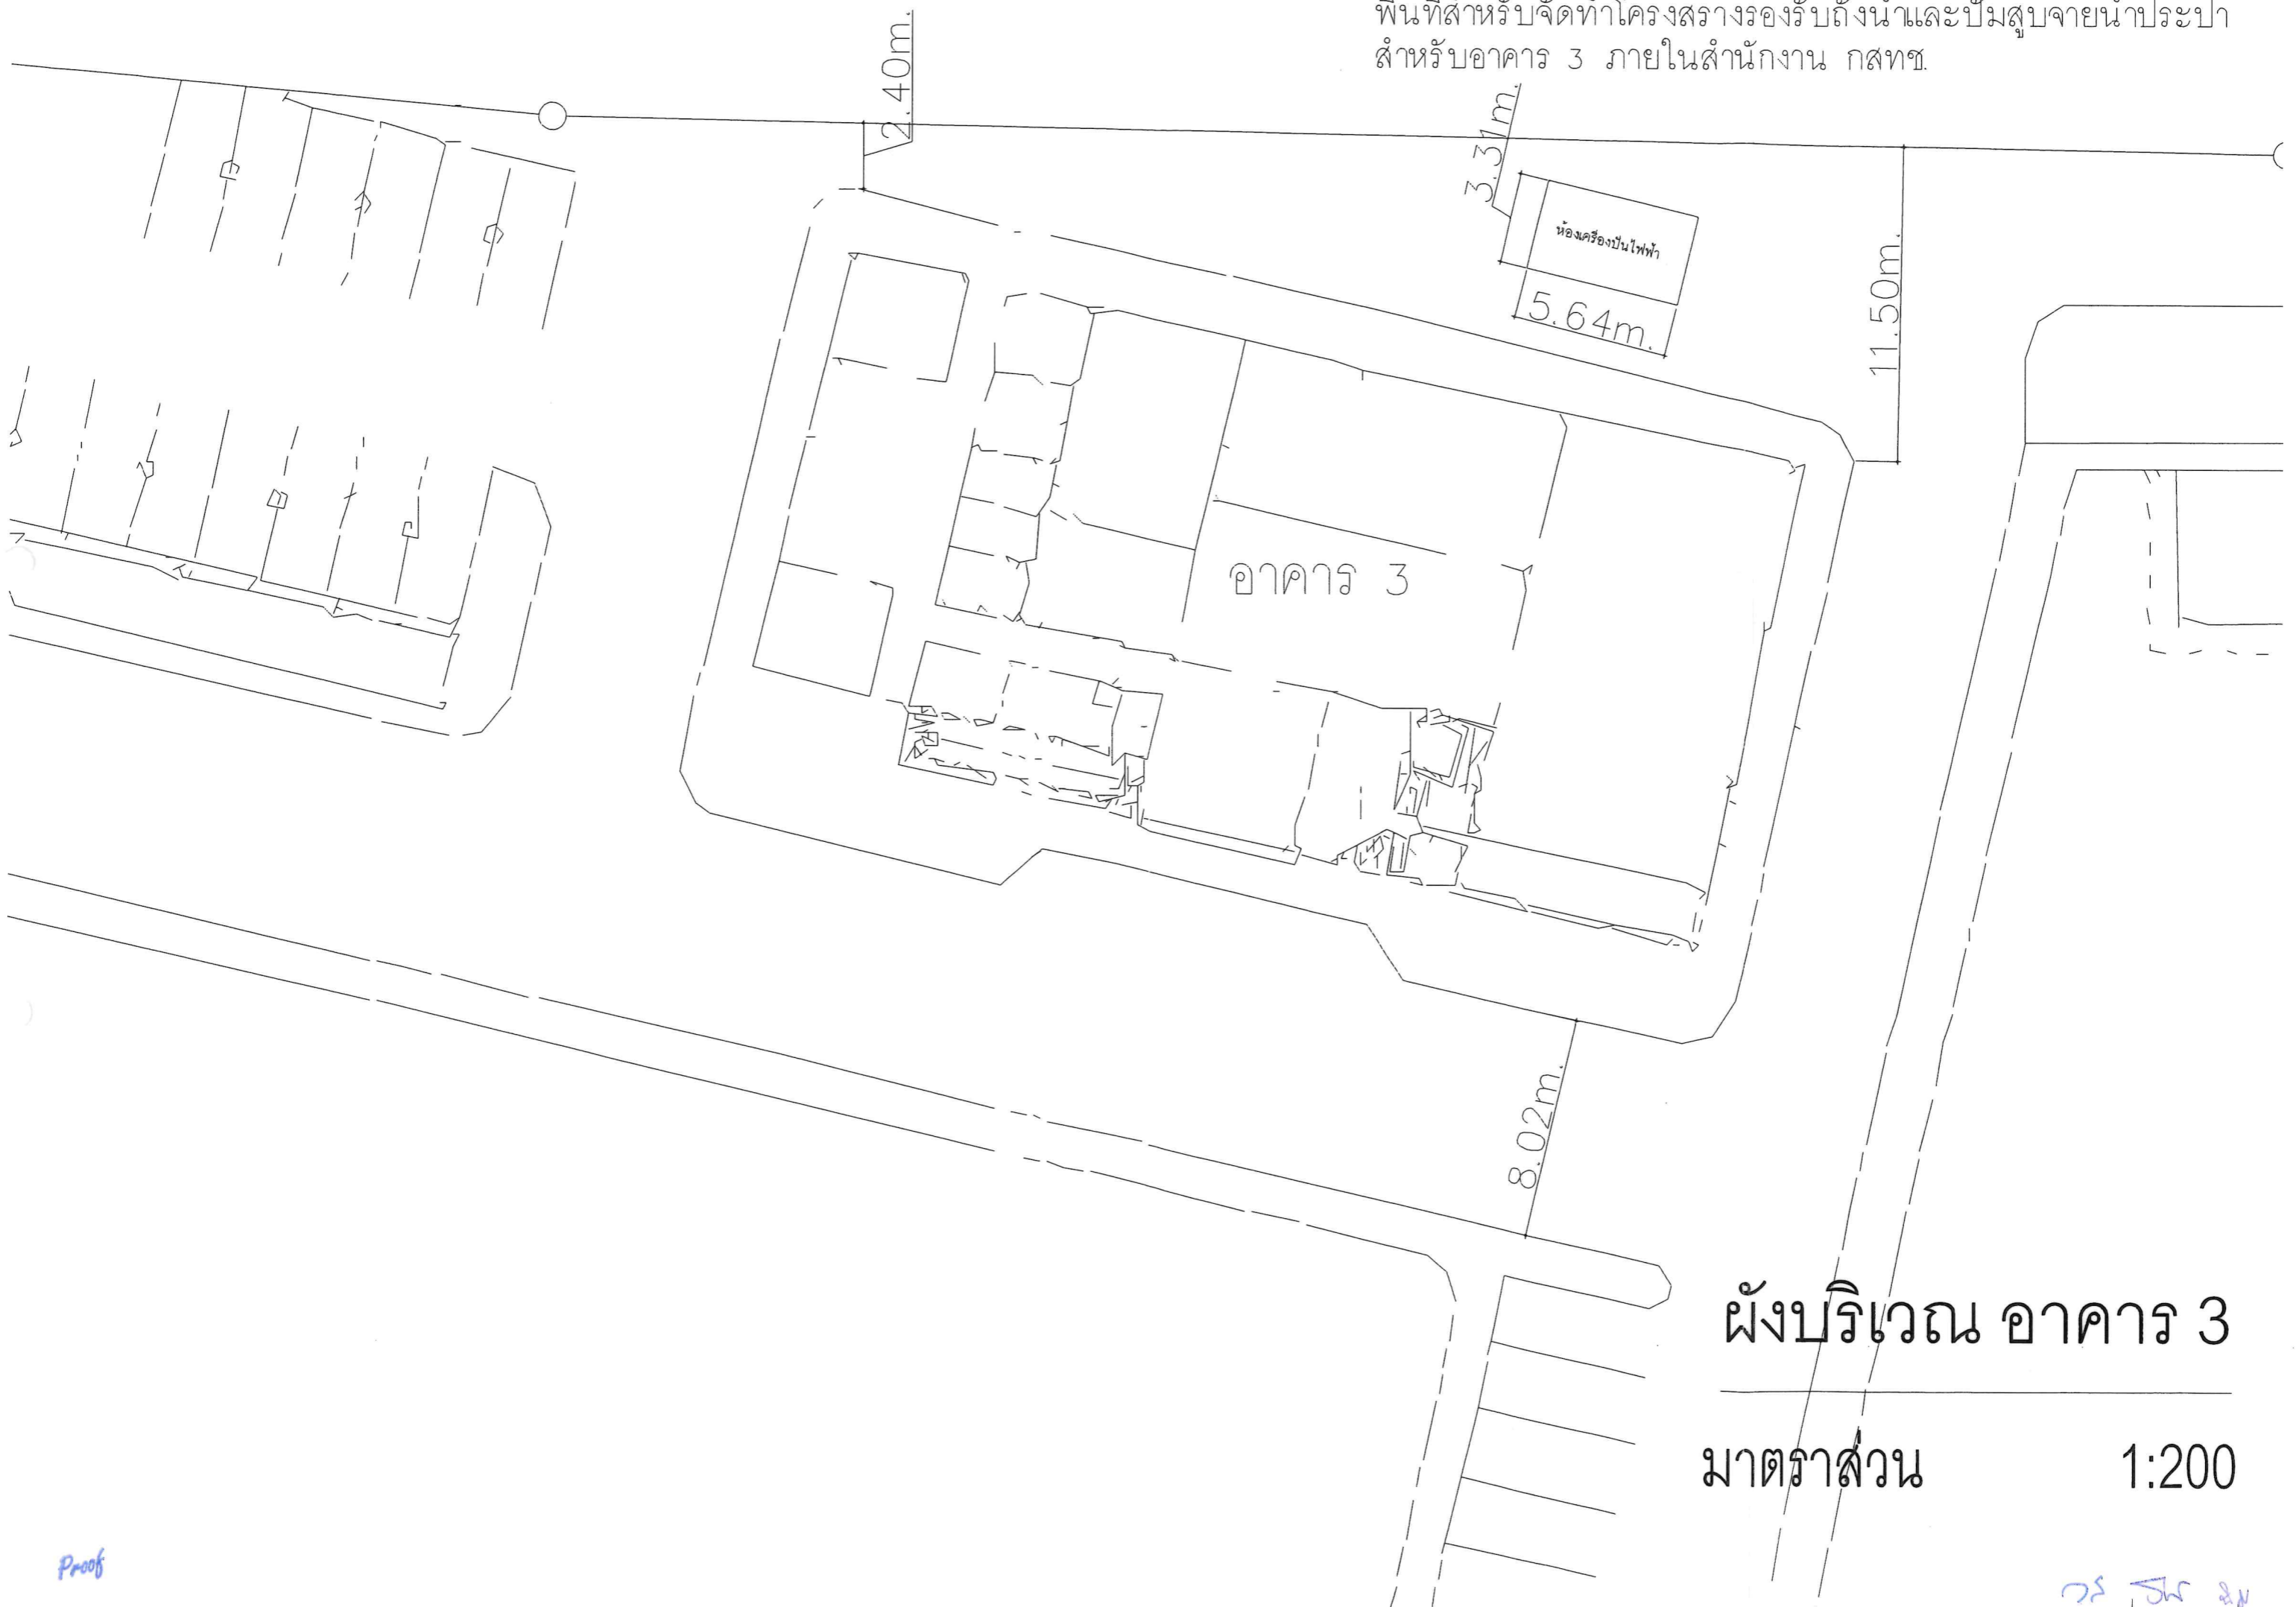 พื้นที่สำหรับจัดทำโครงสร้างรองรับถังน้ำและปั๊มสูบจ่ายน้ำประปา
สำหรับอาคาร 3 ภายในสำนักงาน กสทช.
2.40m.
3.31m.
ห้องเครื่องปั่นไฟฟ้า
5.64m.
11.50m.
อาคาร 3
8.02m.
ผังบริเวณ อาคาร 3
มาตราส่วน 1:200
Proof